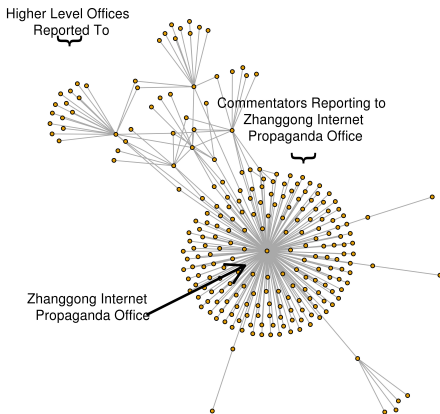 Higher Level Offices
Reported To
Commentators Reporting to
Zhanggong Internet
Propaganda Office
Zhanggong Internet
Propaganda Office